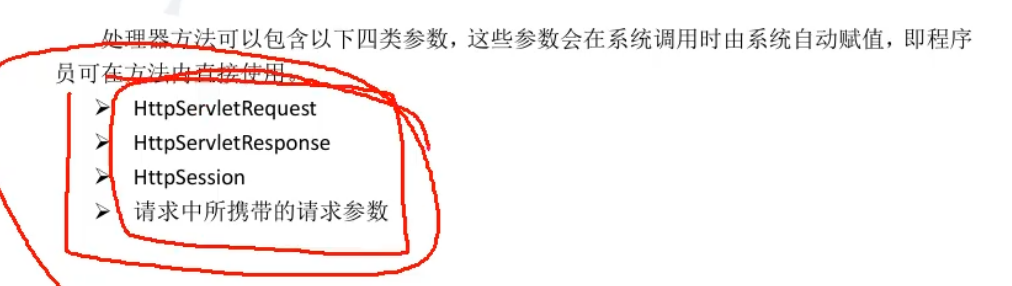 处理器方法可以包含以下四类参数，这些参数会在系统调用时由系统自动赋值，即程序
员可在方法内直接使用。
➢ HttpServletRequest
➢ HttpServletResponse
➢ HttpSession
➢ 请求中所携带的请求参数